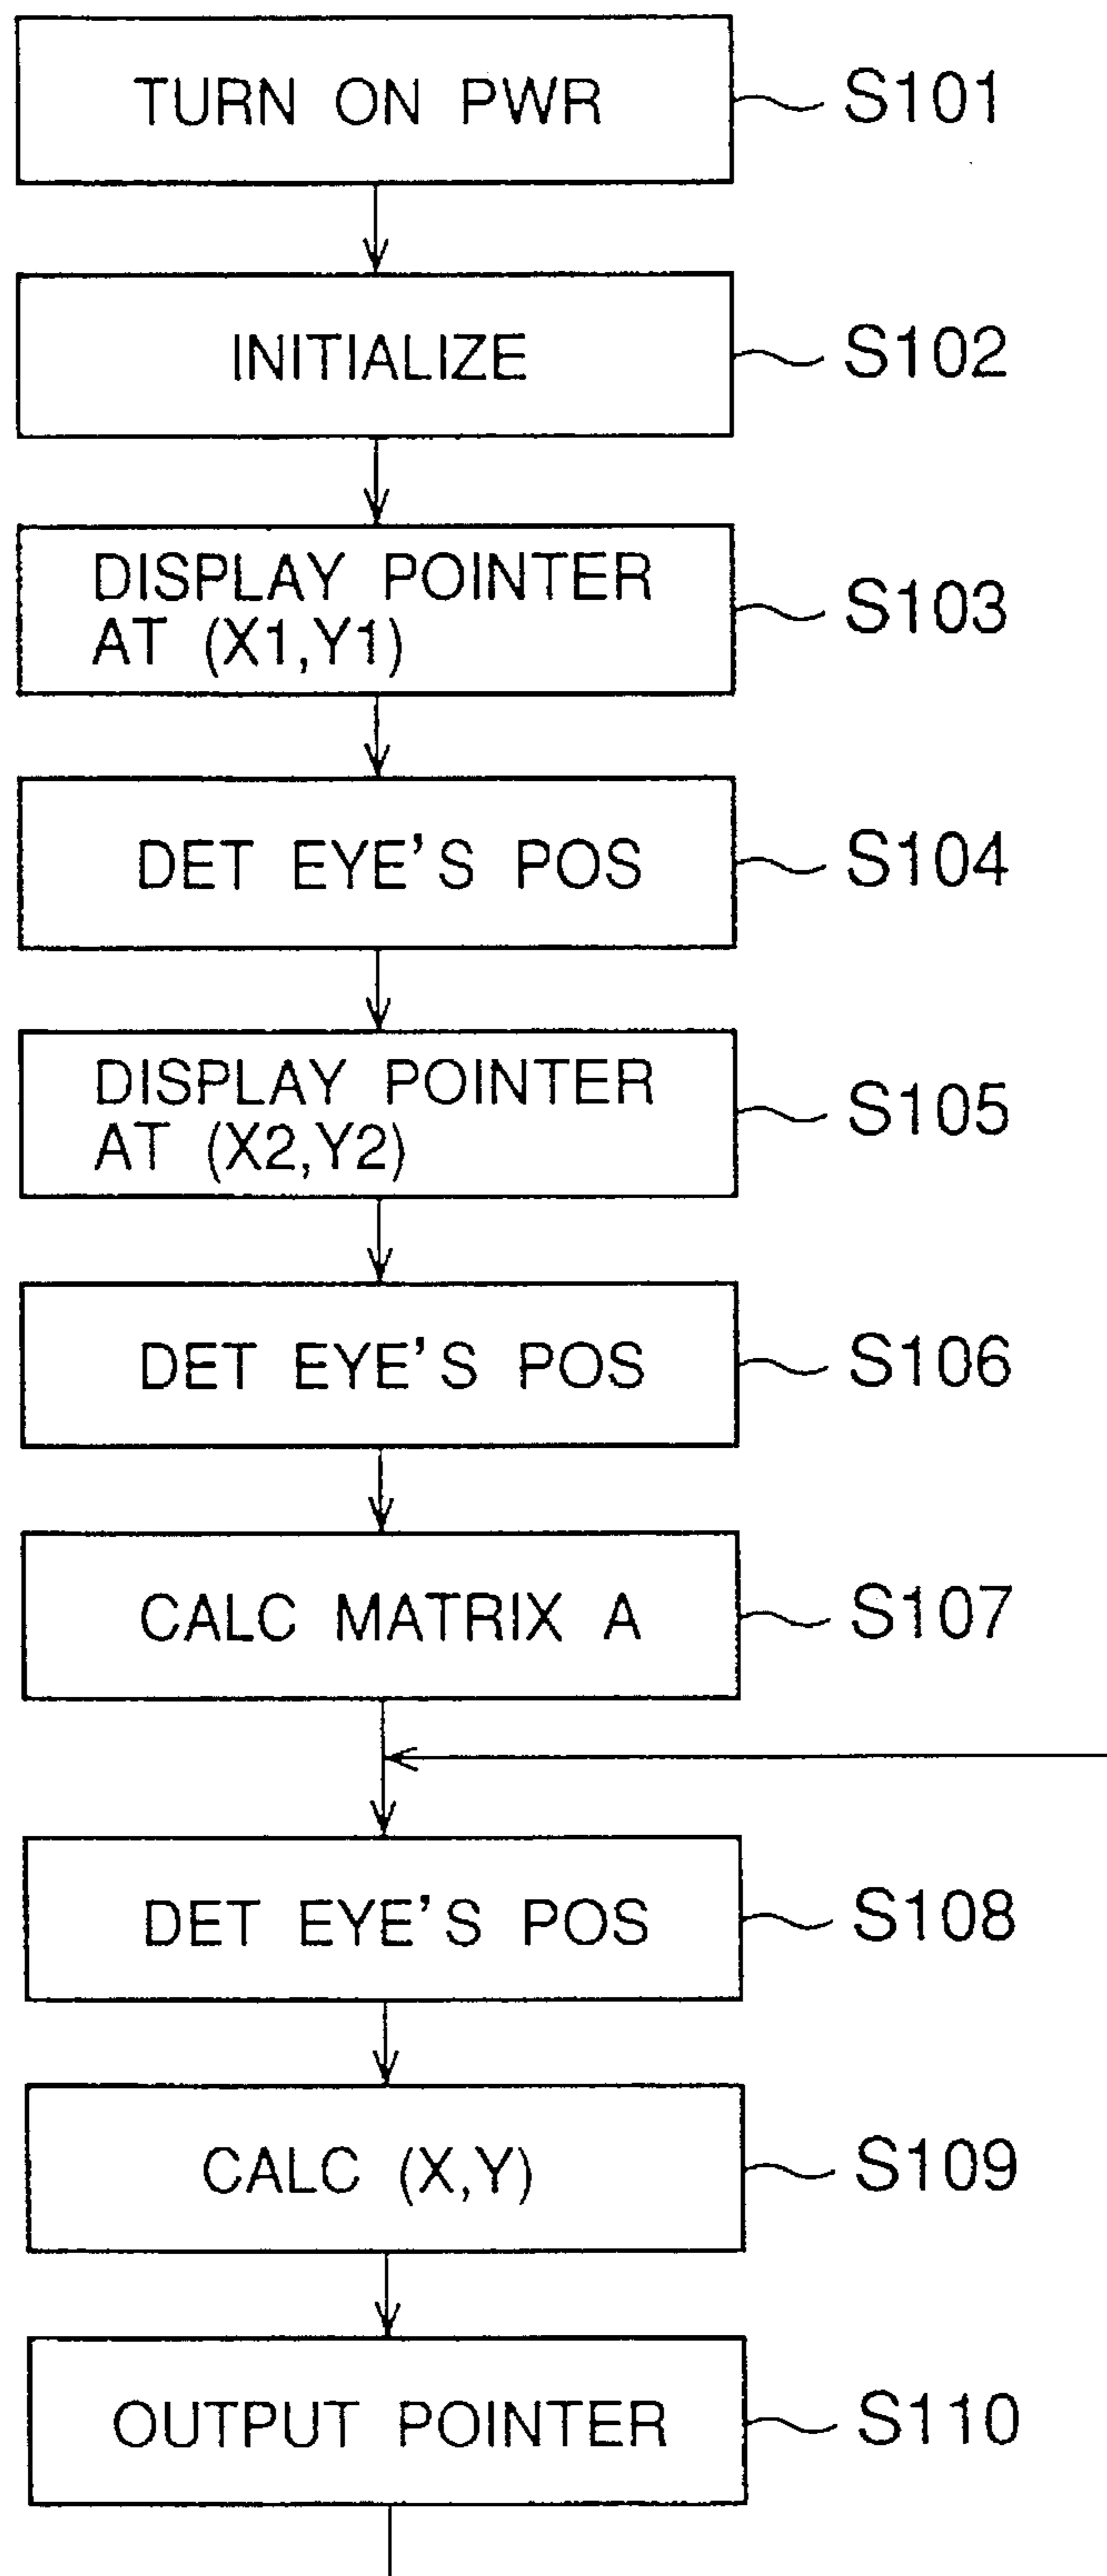 TURN ON PWR
S101
INITIALIZE
S102
DISPLAY POINTER
AT (X1,Y1)
S103
DET EYE'S POS
S104
DISPLAY POINTER
AT (X2,Y2)
S105
DET EYE'S POS
S106
CALC MATRIX A
S107
DET EYE'S POS
S108
CALC (X,Y)
S109
OUTPUT POINTER
S110